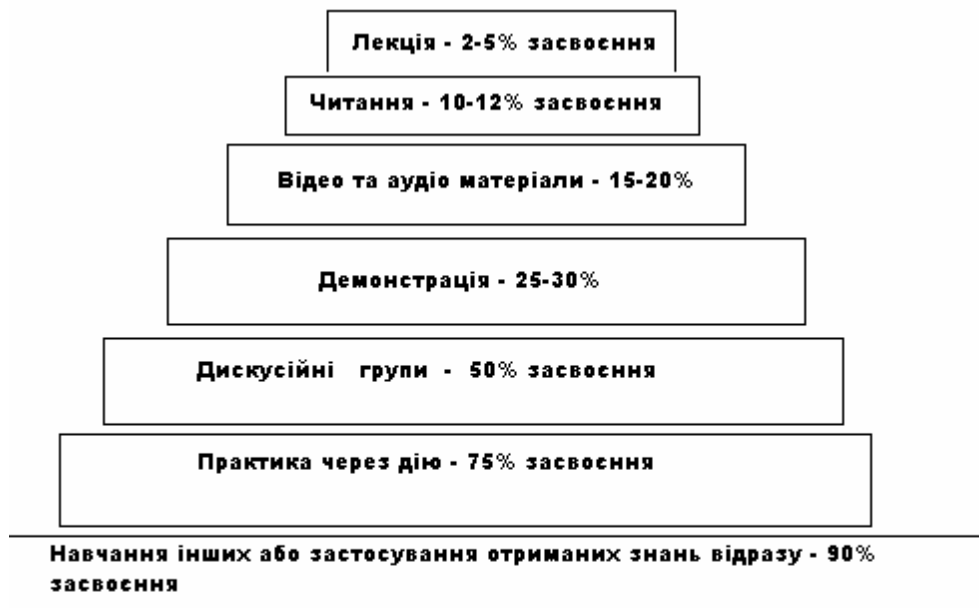 Лекція - 2-5% засвоєння
Читання - 10-12% засвоєння
Відео та аудіо матеріали - 15-20%
Демонстрація - 25-30%
Дискусійні групи - 50% засвоєння
Практика через дію - 75% засвоєння
Навчання інших або застосування отриманих знань відразу - 90%
засвоєння